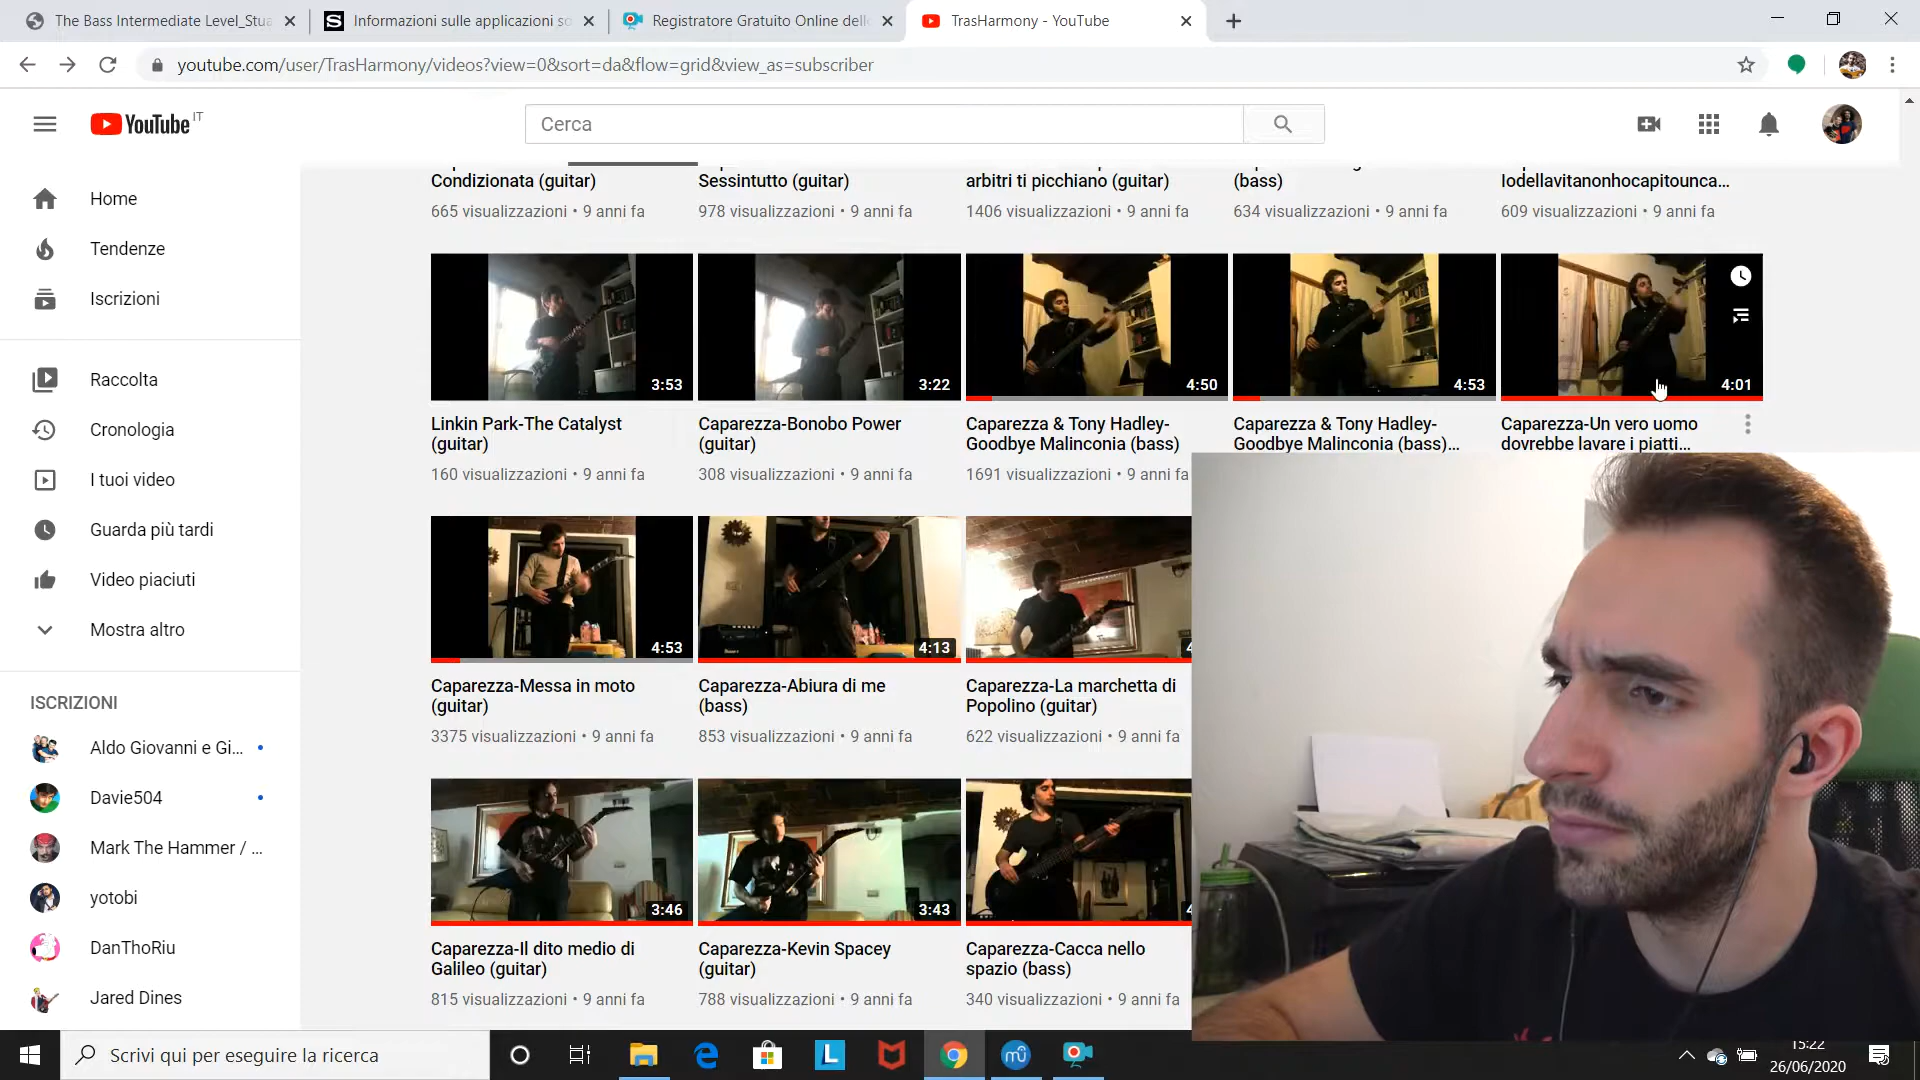 The Bass Intermediate Level_Stua
Informazioni sulle applicazioni so
Registratore Gratuito Online dell
TrasHarmony - YouTube
youtube.com/user/TrasHarmony/videos?view=0&sort=da&flow=grid&view_as=subscriber
YouTube IT
Cerca
Home
Tendenze
Iscrizioni
Raccolta
Cronologia
I tuoi video
Guarda più tardi
Video piaciuti
Mostra altro
ISCRIZIONI
Aldo Giovanni e Gi...
Davie504
Mark The Hammer / ...
yotobi
DanThoRiu
Jared Dines
Condizionata (guitar)
665 visualizzazioni • 9 anni fa
Sessintutto (guitar)
978 visualizzazioni • 9 anni fa
arbitri ti picchiano (guitar)
1406 visualizzazioni • 9 anni fa
(bass)
634 visualizzazioni • 9 anni fa
Iodellavitanonhocapitounca...
609 visualizzazioni • 9 anni fa
3:53
Linkin Park-The Catalyst
(guitar)
160 visualizzazioni • 9 anni fa
3:22
Caparezza-Bonobo Power
(guitar)
308 visualizzazioni • 9 anni fa
4:50
Caparezza & Tony Hadley-
Goodbye Malinconia (bass)
1691 visualizzazioni • 9 anni fa
4:53
Caparezza & Tony Hadley-
Goodbye Malinconia (bass)...
4:01
Caparezza-Un vero uomo
dovrebbe lavare i piatti...
4:53
Caparezza-Messa in moto
(guitar)
3375 visualizzazioni • 9 anni fa
4:13
Caparezza-Abiura di me
(bass)
853 visualizzazioni • 9 anni fa
Caparezza-La marchetta di
Popolino (guitar)
622 visualizzazioni • 9 anni fa
3:46
Caparezza-Il dito medio di
Galileo (guitar)
815 visualizzazioni • 9 anni fa
3:43
Caparezza-Kevin Spacey
(guitar)
788 visualizzazioni • 9 anni fa
Caparezza-Cacca nello
spazio (bass)
340 visualizzazioni • 9 anni fa
Scrivi qui per eseguire la ricerca
15:22
26/06/2020